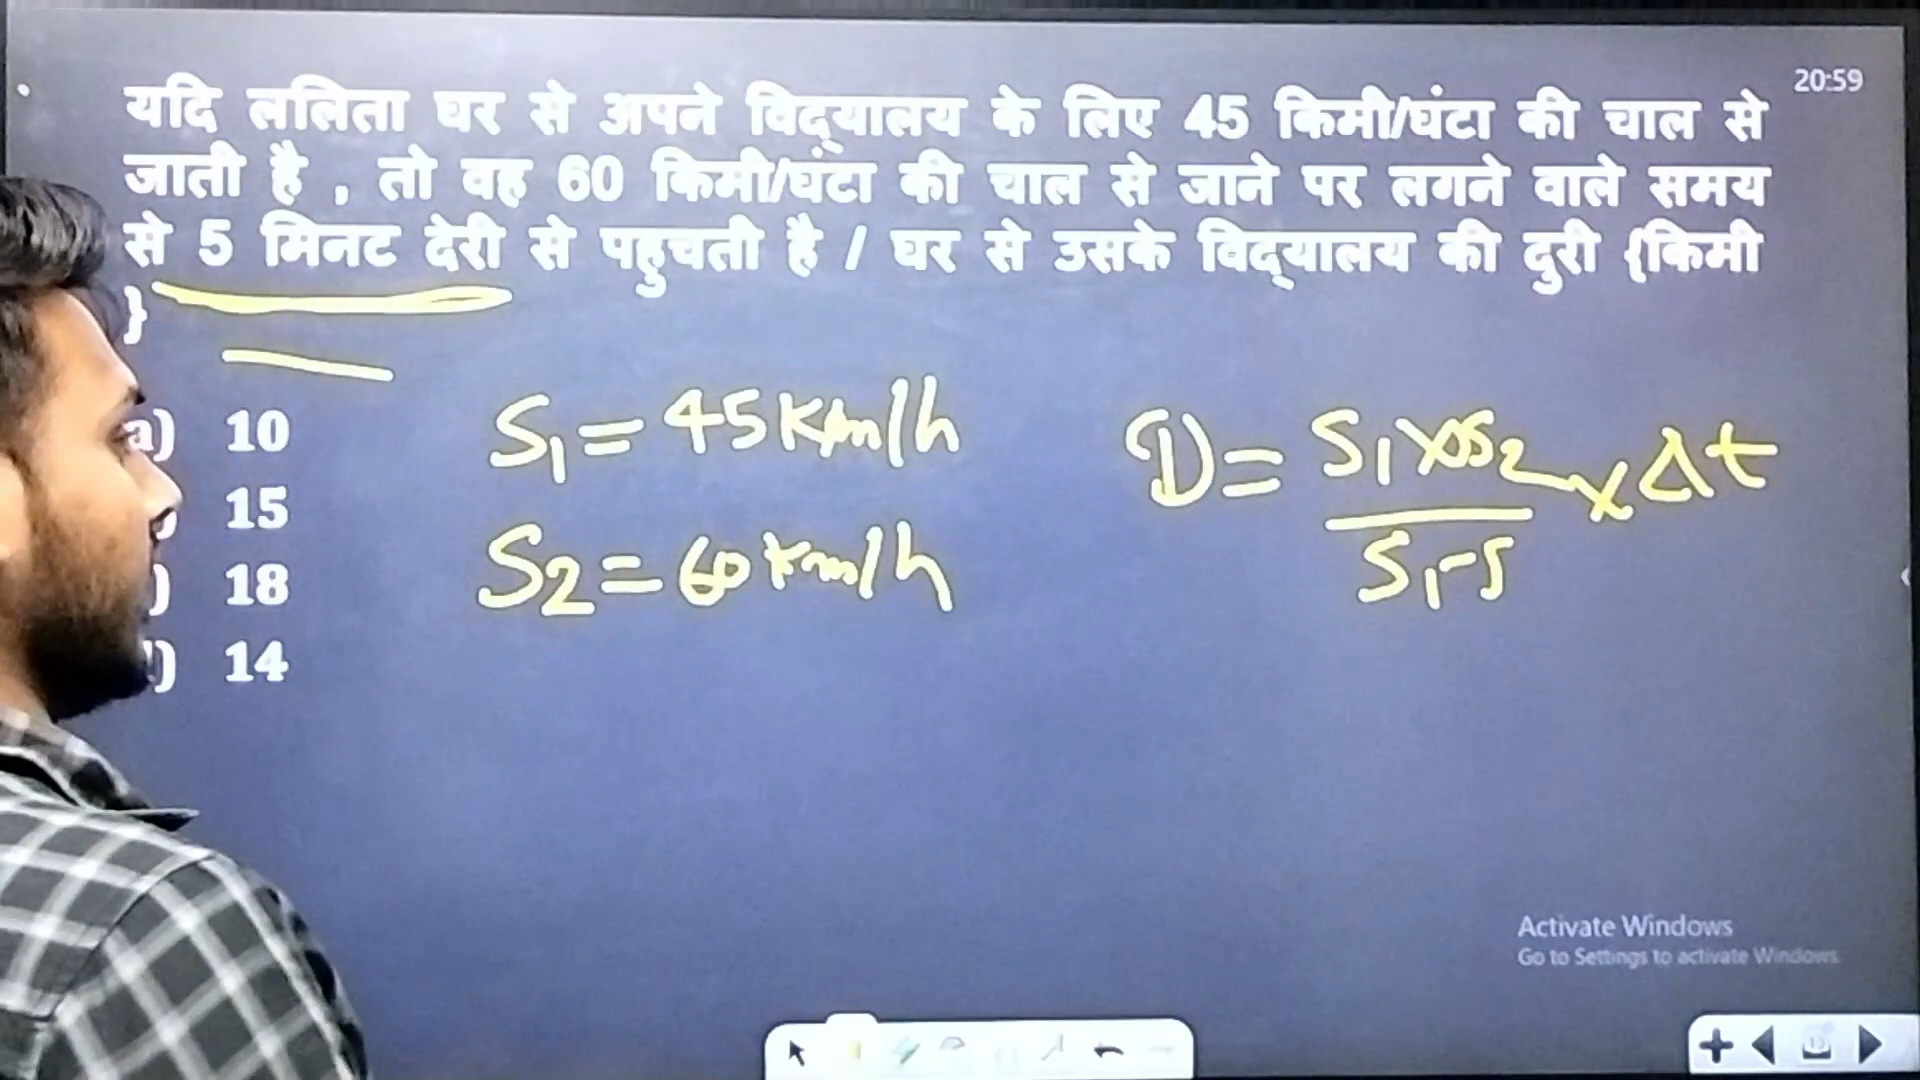 20:59
यदि ललिता घर से अपने विद्यालय के लिए 45 किमी/घंटा की चाल से
जाती है , तो वह 60 किमी/घंटा की चाल से जाने पर लगने वाले समय
से 5 मिनट देरी से पहुचती है / घर से उसके विद्यालय की दुरी {किमी
}
a) 10
15
) 18
d) 14
S₁ = 45 Km/h
S₂ = 60 km/h
D = S₁×S₂ × Δt
S₁-S
Activate Windows
Go to Settings to activate Windows.